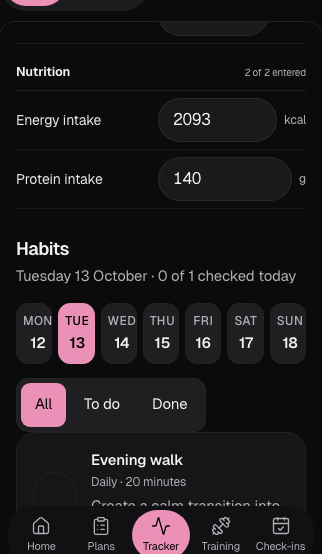 Nutrition
2 of 2 entered
Energy intake
2093
kcal
Protein intake
140
g
Habits
Tuesday 13 October · 0 of 1 checked today
MON TUE WED THU FRI SAT SUN
12 13 14 15 16 17 18
All To do Done
Evening walk
Daily · 20 minutes
Create a calm transition into
Home Plans Tracker Training Check-ins